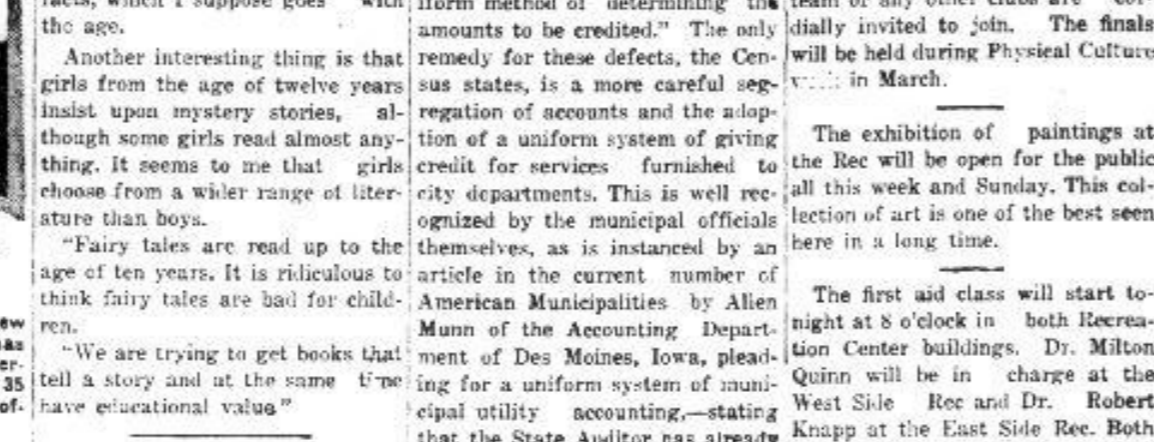 ew
as
er-
35
of-
facts, which I suppose goes with
the age.
Another interesting thing is that
girls from the age of twelve years
insist upon mystery stories, al-
though some girls read almost any-
thing. It seems to me that girls
choose from a wider range of liter-
ature than boys.
"Fairy tales are read up to the
age of ten years. It is ridiculous to
think fairy tales are bad for child-
ren.
"We are trying to get books that
tell a story and at the same time
have educational value"
iform method of determining the
amounts to be credited." The only
remedy for these defects, the Cen-
sus states, is a more careful seg-
regation of accounts and the adop-
tion of a uniform system of giving
credit for services furnished to
city departments. This is well rec-
ognized by the municipal officials
themselves, as is instanced by an
article in the current number of
American Municipalities by Allen
Munn of the Accounting Depart-
ment of Des Moines, Iowa, plead-
ing for a uniform system of muni-
cipal utility accounting,—stating
that the State Auditor has already
team or any other clubs are cor-
dially invited to join. The finals
will be held during Physical Culture
in March.
The exhibition of paintings at
the Rec will be open for the public
all this week and Sunday. This col-
lection of art is one of the best seen
here in a long time.
The first aid class will start to-
night at 8 o'clock in both Recrea-
tion Center buildings. Dr. Milton
Quinn will be in charge at the
West Side Rec and Dr. Robert
Knapp at the East Side Rec. Both